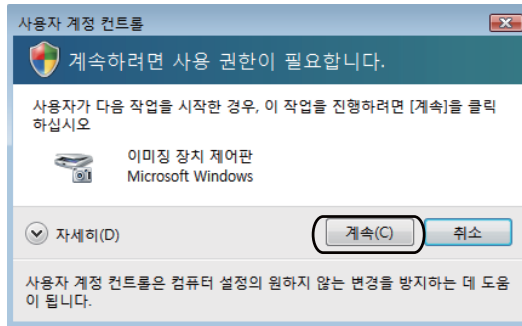 사용자 계정 컨트롤
계속하려면 사용 권한이 필요합니다.
사용자가 다음 작업을 시작한 경우, 이 작업을 진행하려면 [계속]을 클릭
하십시오
이미징 장치 제어판
Microsoft Windows
자세히(D)
계속(C)
취소
사용자 계정 컨트롤은 컴퓨터 설정의 원하지 않는 변경을 방지하는 데 도움
이 됩니다.